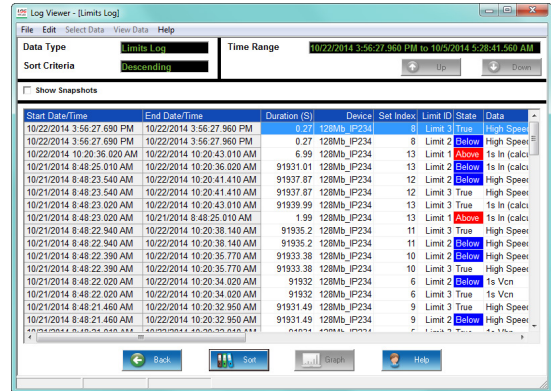 Log Viewer - [Limits Log]
File Edit Select Data View Data Help
Data Type Limits Log Time Range 10/22/2014 3:56:27.960 PM to 10/5/2014 5:28:41.560 AM
Sort Criteria Descending Up Down
Show Snapshots
Start Date/Time End Date/Time Duration (S) Device Set Index Limit ID State Data
10/22/2014 3:56:27.690 PM 10/22/2014 3:56:27.960 PM 0.27 128Mb_IP234 8 Limit 3 True High Speed
10/22/2014 3:56:27.690 PM 10/22/2014 3:56:27.960 PM 0.27 128Mb_IP234 8 Limit 2 Below High Speed
10/22/2014 10:20:36.020 AM 10/22/2014 10:20:43.010 AM 6.99 128Mb_IP234 13 Limit 1 Above 1s In (calcu
10/21/2014 8:48:25.010 AM 10/22/2014 10:20:36.020 AM 91931.01 128Mb_IP234 13 Limit 2 Below 1s In (calcu
10/21/2014 8:48:23.540 AM 10/22/2014 10:20:41.410 AM 91937.87 128Mb_IP234 12 Limit 2 Below High Speed
10/21/2014 8:48:23.540 AM 10/22/2014 10:20:41.410 AM 91937.87 128Mb_IP234 12 Limit 3 True High Speed
10/21/2014 8:48:23.020 AM 10/22/2014 10:20:43.010 AM 91939.99 128Mb_IP234 13 Limit 3 True 1s In (calcu
10/21/2014 8:48:23.020 AM 10/21/2014 8:48:25.010 AM 1.99 128Mb_IP234 13 Limit 1 Above 1s In (calcu
10/21/2014 8:48:22.940 AM 10/22/2014 10:20:38.140 AM 91935.2 128Mb_IP234 11 Limit 3 True High Speed
10/21/2014 8:48:22.940 AM 10/22/2014 10:20:38.140 AM 91935.2 128Mb_IP234 11 Limit 2 Below High Speed
10/21/2014 8:48:22.390 AM 10/22/2014 10:20:35.770 AM 91933.38 128Mb_IP234 10 Limit 2 Below High Speed
10/21/2014 8:48:22.390 AM 10/22/2014 10:20:35.770 AM 91933.38 128Mb_IP234 10 Limit 3 True High Speed
10/21/2014 8:48:22.020 AM 10/22/2014 10:20:34.020 AM 91932 128Mb_IP234 6 Limit 2 Below 1s Vcn
10/21/2014 8:48:22.020 AM 10/22/2014 10:20:34.020 AM 91932 128Mb_IP234 6 Limit 3 True 1s Vcn
10/21/2014 8:48:21.460 AM 10/22/2014 10:20:32.950 AM 91931.49 128Mb_IP234 9 Limit 3 True High Speed
10/21/2014 8:48:21.460 AM 10/22/2014 10:20:32.950 AM 91931.49 128Mb_IP234 9 Limit 2 Below High Speed
Back Sort Graph Help